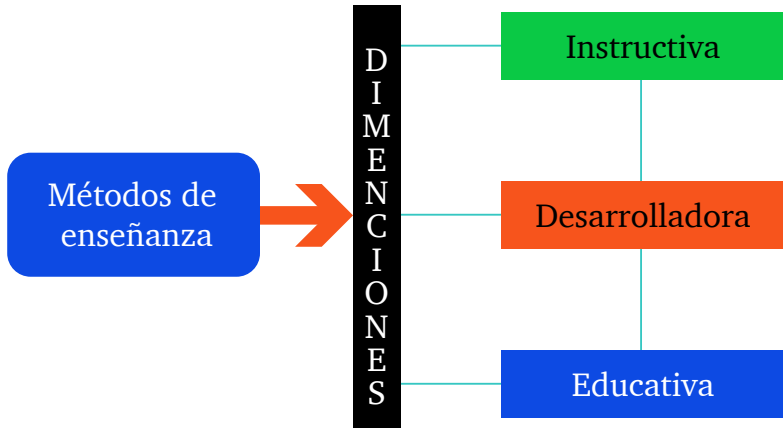 Métodos de
enseñanza
DIMENCIONES
Instructiva
Desarrolladora
Educativa